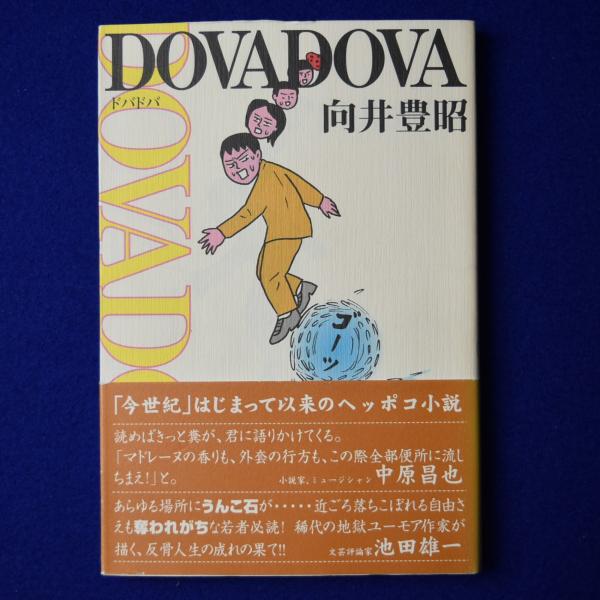 DOVADOVA
ドバドバ
向井豊昭
DOVADO
ゴーッ
「今世紀」はじまって以来のヘッポコ小説
読めばきっと糞が、君に語りかけてくる。
「マドレーヌの香りも、外套の行方も、この際全部便所に流し
ちまえ!」と。
小説家、ミュージシャン 中原昌也
あらゆる場所にうんこ石が・・・・・近ごろ落ちこぼれる自由さ
えも奪われがちな若者必読! 稀代の地獄ユーモア作家が
描く、反骨人生の成れの果て!!
文芸評論家 池田雄一